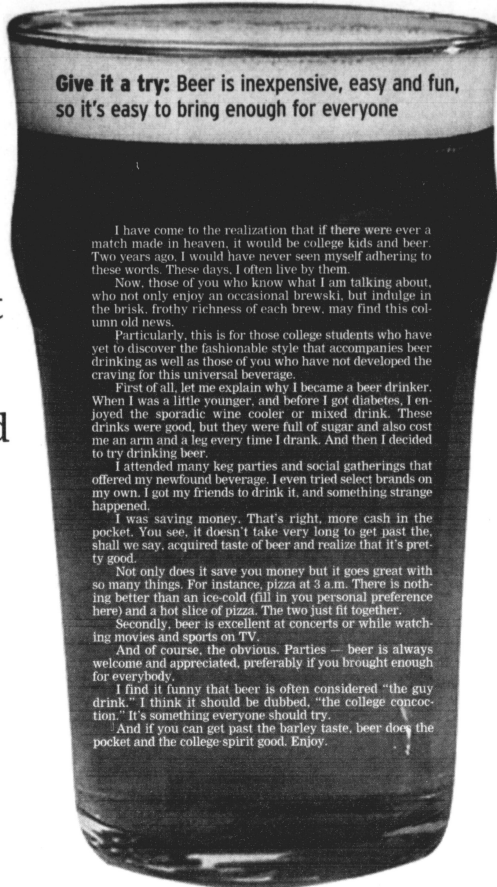 Give it a try: Beer is inexpensive, easy and fun,
so it's easy to bring enough for everyone
I have come to the realization that if there were ever a
match made in heaven, it would be college kids and beer.
Two years ago, I would have never seen myself adhering to
these words. These days, I often live by them.
Now, those of you who know what I am talking about,
who not only enjoy an occasional brewski, but indulge in
the brisk, frothy richness of each brew, may find this col-
umn old news.
Particularly, this is for those college students who have
yet to discover the fashionable style that accompanies beer
drinking as well as those of you who have not developed the
craving for this universal beverage.
First of all, let me explain why I became a beer drinker.
When I was a little younger, and before I got diabetes, I en-
joyed the sporadic wine cooler or mixed drink. These
drinks were good, but they were full of sugar and also cost
me an arm and a leg every time I drank. And then I decided
to try drinking beer.
I attended many keg parties and social gatherings that
offered my newfound beverage. I even tried select brands on
my own. I got my friends to drink it, and something strange
happened.
I was saving money. That's right, more cash in the
pocket. You see, it doesn't take very long to get past the,
shall we say, acquired taste of beer and realize that it's pret-
ty good.
Not only does it save you money but it goes great with
so many things. For instance, pizza at 3 a.m. There is noth-
ing better than an ice-cold (fill in you personal preference
here) and a hot slice of pizza. The two just fit together.
Secondly, beer is excellent at concerts or while watch-
ing movies and sports on TV.
And of course, the obvious. Parties — beer is always
welcome and appreciated, preferably if you brought enough
for everybody.
I find it funny that beer is often considered "the guy
drink." I think it should be dubbed, "the college concoc-
tion." It's something everyone should try.
And if you can get past the barley taste, beer does the
pocket and the college spirit good. Enjoy.